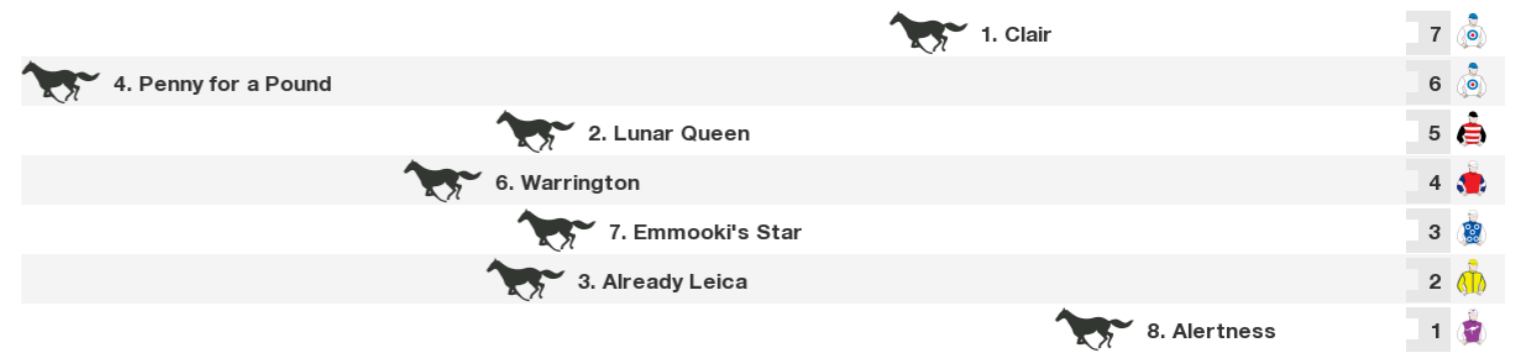 1. Clair 7
4. Penny for a Pound 6
2. Lunar Queen 5
6. Warrington 4
7. Emmooki's Star 3
3. Already Leica 2
8. Alertness 1